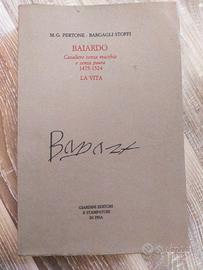 M. G. PERTONE - BARGAGLI STOFFI
BAIARDO
Cavaliere senza macchia
e senza paura
1475-1524
LA VITA
GIARDINI EDITORI
E STAMPATORI
IN PISA